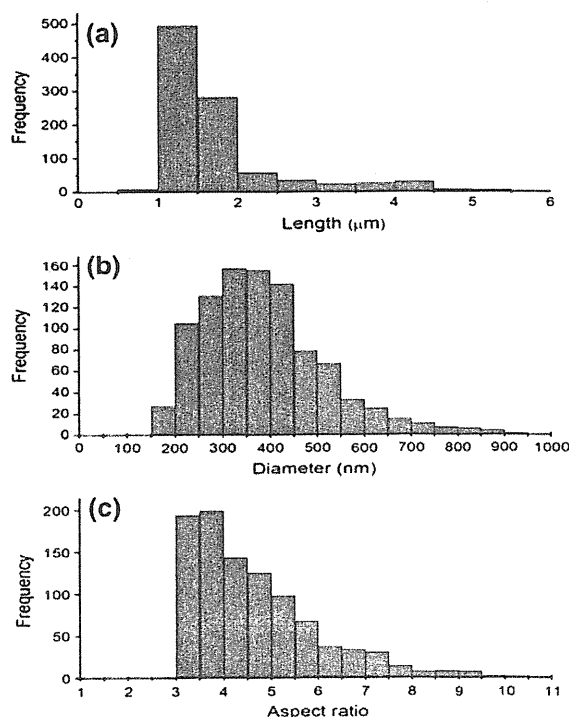 (a)
Frequency
500
400
300
200
100
0
0 1 2 3 4 5 6
Length (μm)
(b)
Frequency
160
140
120
100
80
60
40
20
0
0 100 200 300 400 500 600 700 800 900 1000
Diameter (nm)
(c)
Frequency
200
150
100
50
0
1 2 3 4 5 6 7 8 9 10 11
Aspect ratio